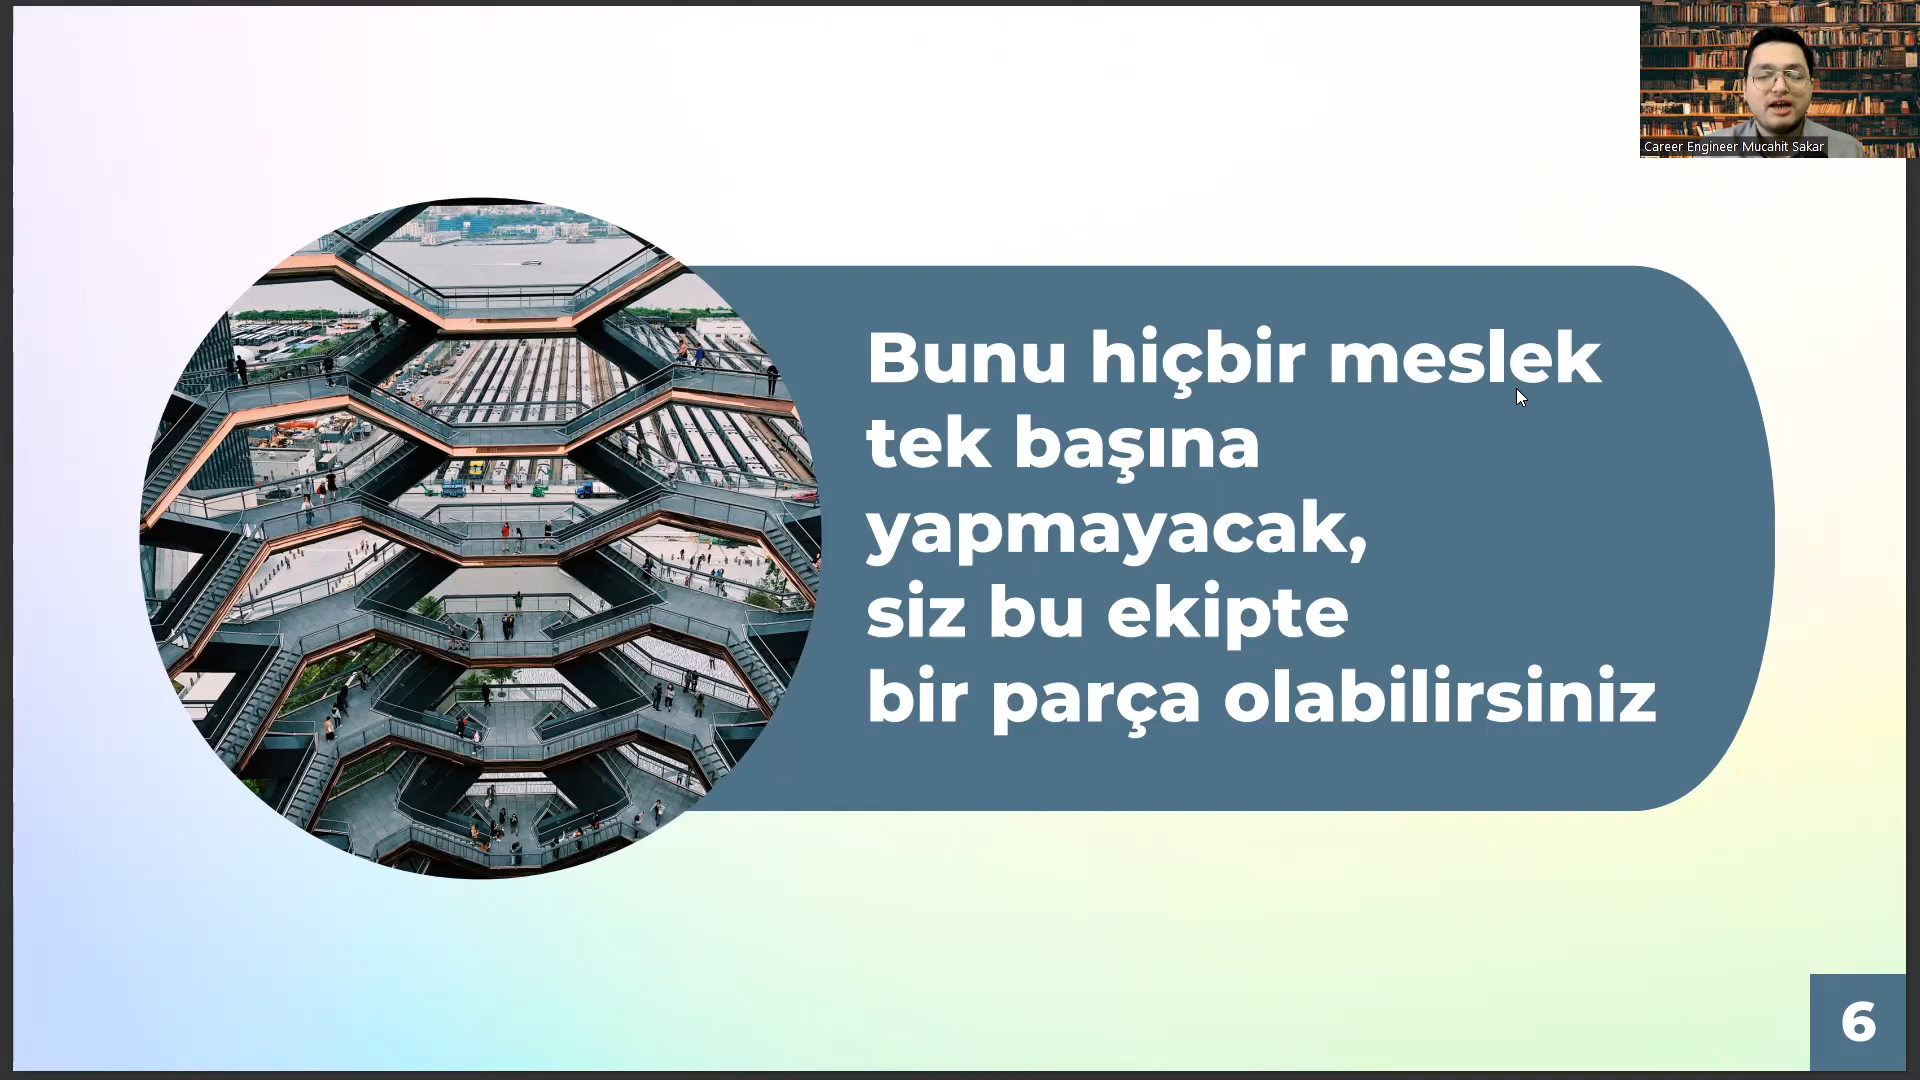 Career Engineer Mucahit Sakar
Bunu hiçbir meslek
tek başına
yapmayacak,
siz bu ekipte
bir parça olabilirsiniz
6